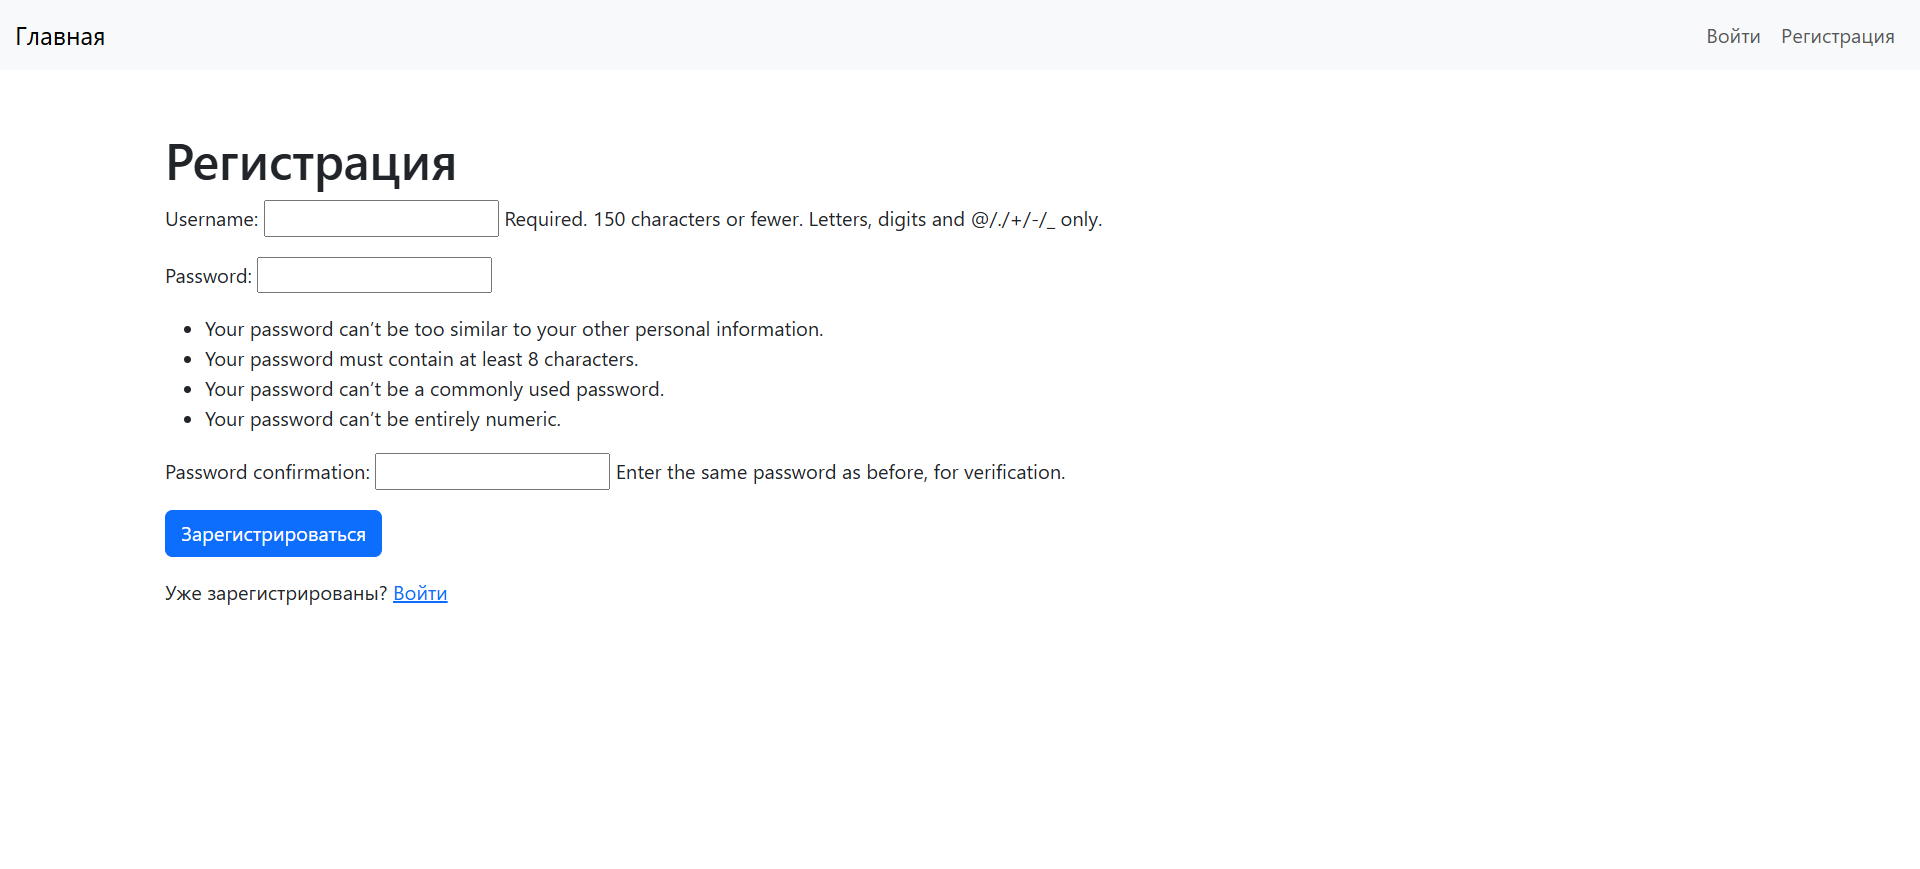 Главная
Войти Регистрация
Регистрация
Username: Required. 150 characters or fewer. Letters, digits and @/./+/-/_ only.
Password:
• Your password can’t be too similar to your other personal information.
• Your password must contain at least 8 characters.
• Your password can’t be a commonly used password.
• Your password can’t be entirely numeric.
Password confirmation: Enter the same password as before, for verification.
Зарегистрироваться
Уже зарегистрированы? Войти